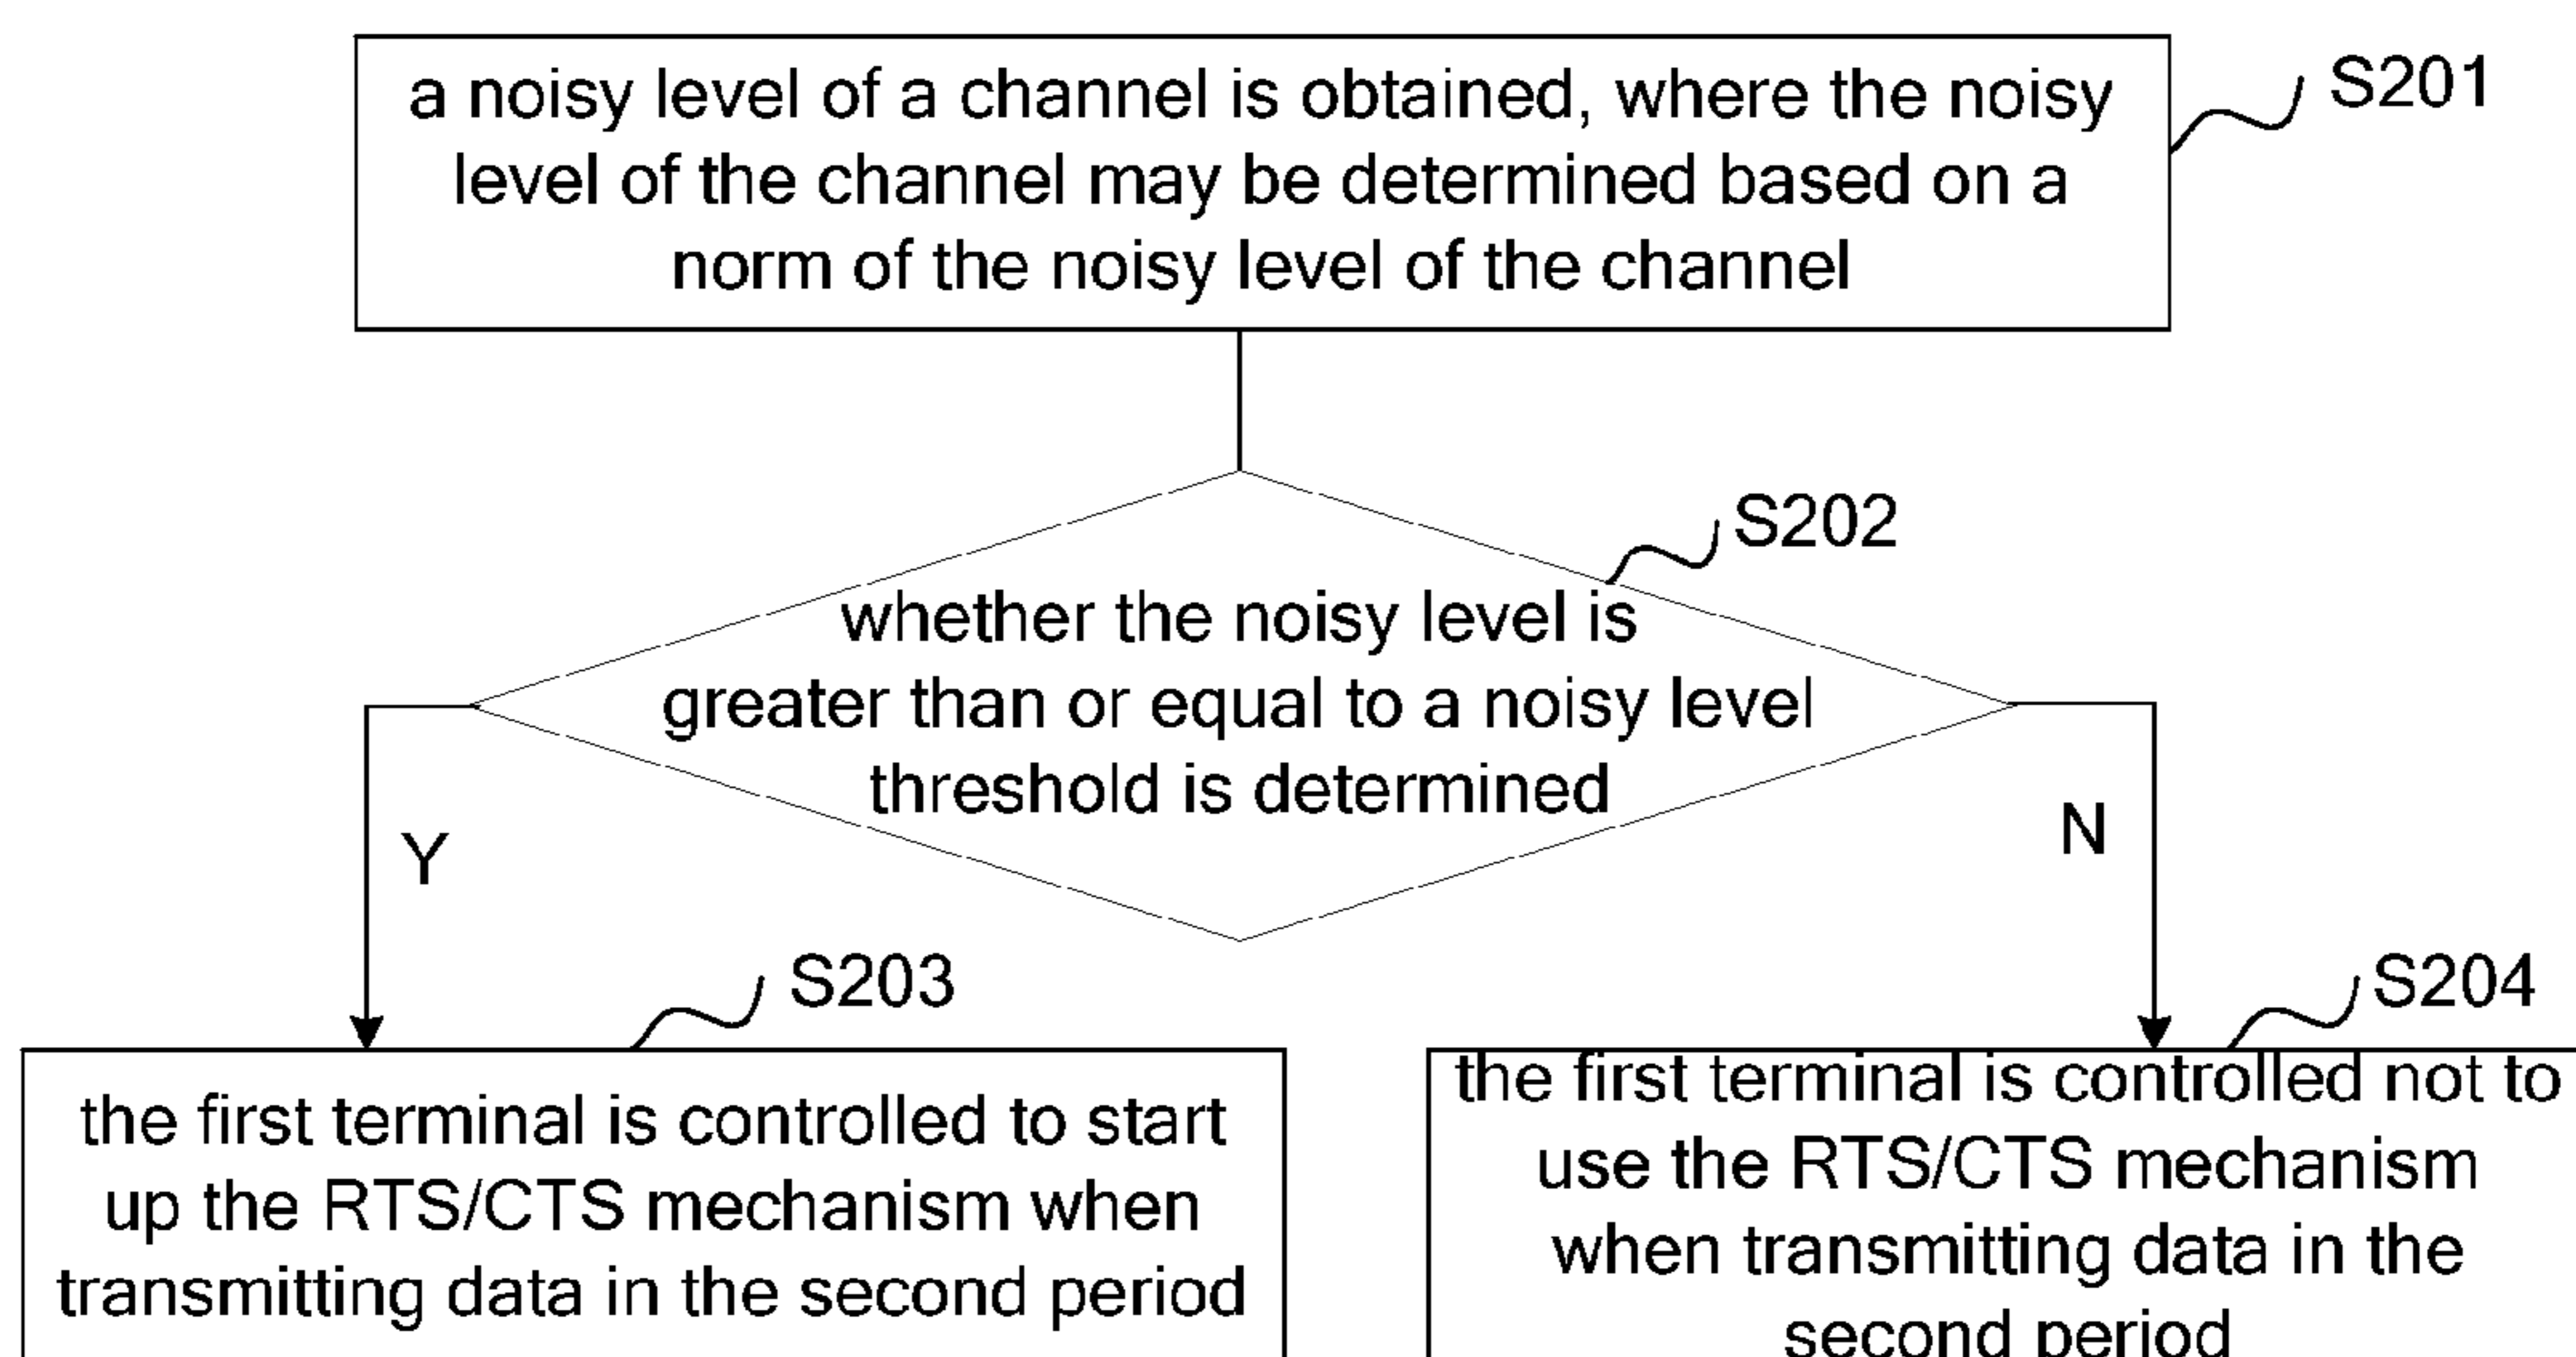 a noisy level of a channel is obtained, where the noisy
level of the channel may be determined based on a
norm of the noisy level of the channel
S201
S202
whether the noisy level is
greater than or equal to a noisy level
threshold is determined
Y
N
S203
S204
the first terminal is controlled to start
up the RTS/CTS mechanism when
transmitting data in the second period
the first terminal is controlled not to
use the RTS/CTS mechanism
when transmitting data in the
second period